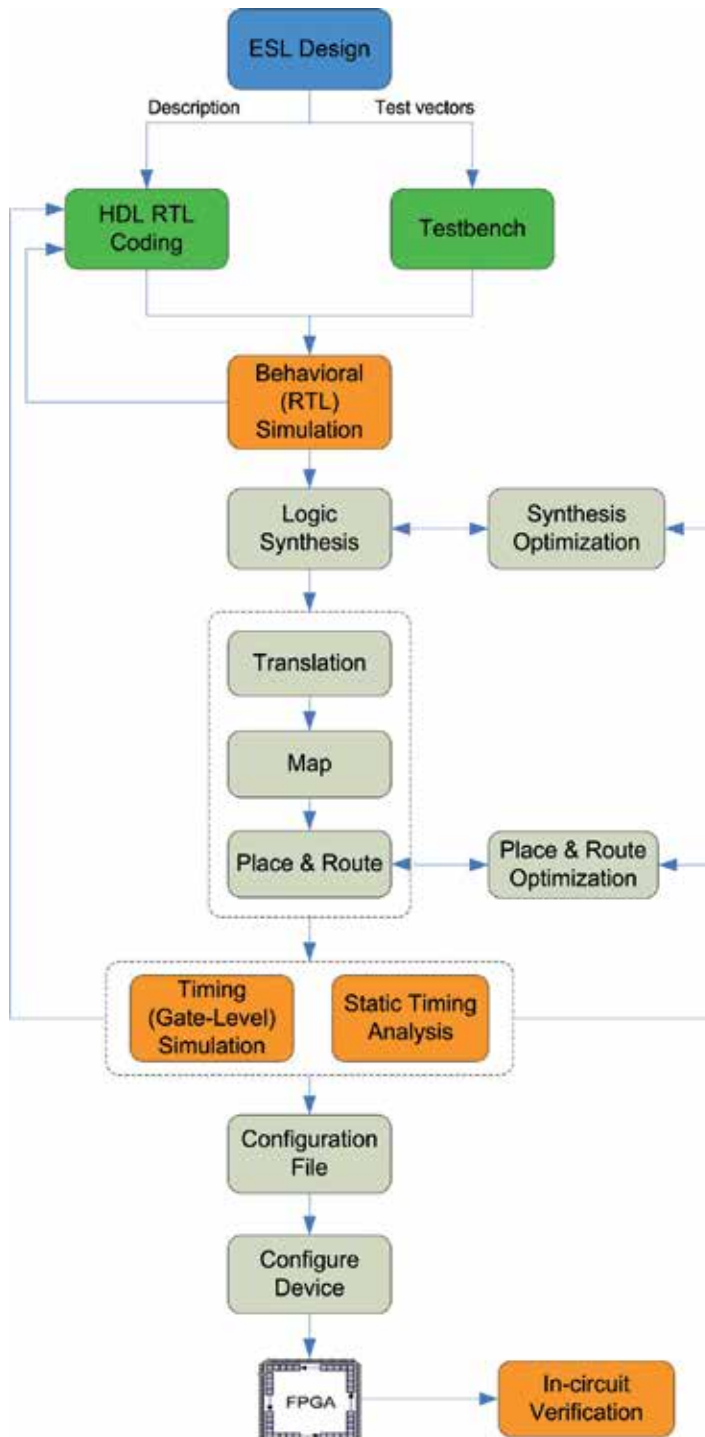 ESL Design
Description
Test vectors
HDL RTL
Coding
Testbench
Behavioral
(RTL)
Simulation
Logic
Synthesis
Synthesis
Optimization
Translation
Map
Place & Route
Place & Route
Optimization
Timing
(Gate-Level)
Simulation
Static Timing
Analysis
Configuration
File
Configure
Device
FPGA
In-circuit
Verification